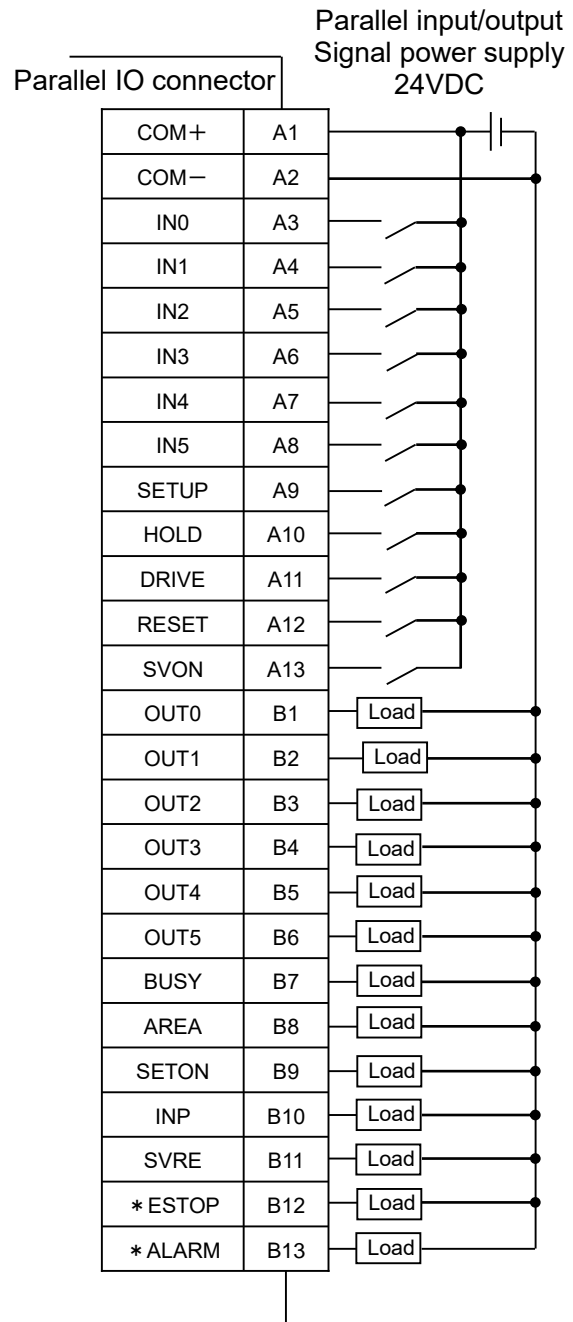 Parallel input/output
Signal power supply
24VDC
Parallel IO connector
COM＋ A1
COM－ A2
IN0 A3
IN1 A4
IN2 A5
IN3 A6
IN4 A7
IN5 A8
SETUP A9
HOLD A10
DRIVE A11
RESET A12
SVON A13
OUT0 B1 Load
OUT1 B2 Load
OUT2 B3 Load
OUT3 B4 Load
OUT4 B5 Load
OUT5 B6 Load
BUSY B7 Load
AREA B8 Load
SETON B9 Load
INP B10 Load
SVRE B11 Load
＊ESTOP B12 Load
＊ALARM B13 Load